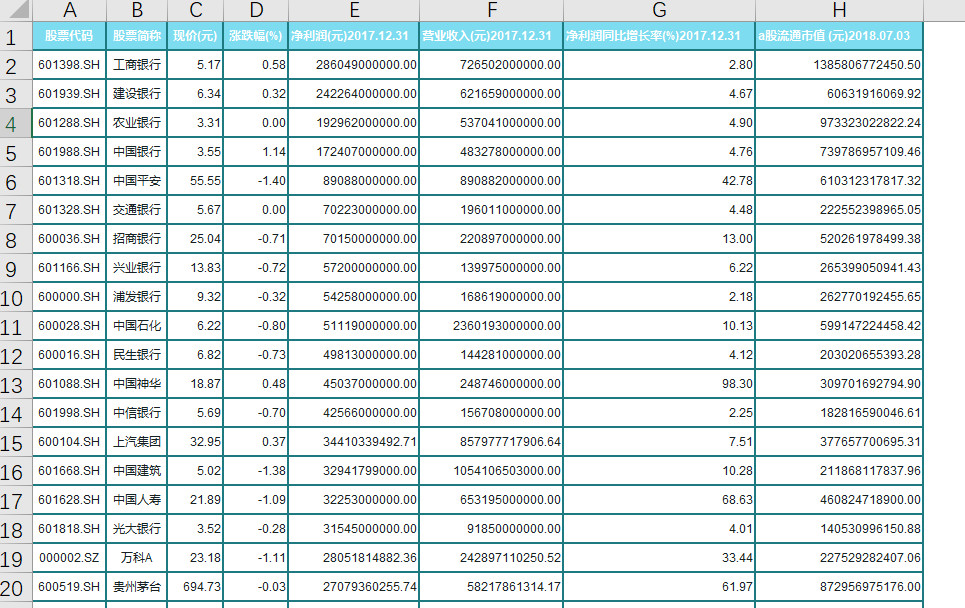 A B C D E F G H
1 股票代码 股票简称 现价(元) 涨跌幅(%) 净利润(元)2017.12.31 营业收入(元)2017.12.31 净利润同比增长率(%)2017.12.31 a股流通市值 (元)2018.07.03
2 601398.SH 工商银行 5.17 0.58 286049000000.00 726502000000.00 2.80 1385806772450.50
3 601939.SH 建设银行 6.34 0.32 242264000000.00 621659000000.00 4.67 60631916069.92
4 601288.SH 农业银行 3.31 0.00 192962000000.00 537041000000.00 4.90 973323022822.24
5 601988.SH 中国银行 3.55 1.14 172407000000.00 483278000000.00 4.76 739786957109.46
6 601318.SH 中国平安 55.55 -1.40 89088000000.00 890882000000.00 42.78 610312317817.32
7 601328.SH 交通银行 5.67 0.00 70223000000.00 196011000000.00 4.48 222552398965.05
8 600036.SH 招商银行 25.04 -0.71 70150000000.00 220897000000.00 13.00 520261978499.38
9 601166.SH 兴业银行 13.83 -0.72 57200000000.00 139975000000.00 6.22 265399050941.43
10 600000.SH 浦发银行 9.32 -0.32 54258000000.00 168619000000.00 2.18 262770192455.65
11 600028.SH 中国石化 6.22 -0.80 51119000000.00 2360193000000.00 10.13 599147224458.42
12 600016.SH 民生银行 6.82 -0.73 49813000000.00 144281000000.00 4.12 203020655393.28
13 601088.SH 中国神华 18.87 0.48 45037000000.00 248746000000.00 98.30 309701692794.90
14 601998.SH 中信银行 5.69 -0.70 42566000000.00 156708000000.00 2.25 182816590046.61
15 600104.SH 上汽集团 32.95 0.37 34410339492.71 857977717906.64 7.51 377657700695.31
16 601668.SH 中国建筑 5.02 -1.38 32941799000.00 1054106503000.00 10.28 211868117837.96
17 601628.SH 中国人寿 21.89 -1.09 32253000000.00 653195000000.00 68.63 460824718900.00
18 601818.SH 光大银行 3.52 -0.28 31545000000.00 91850000000.00 4.01 140530996150.88
19 000002.SZ 万科A 23.18 -1.11 28051814882.36 242897110250.52 33.44 227529282407.06
20 600519.SH 贵州茅台 694.73 -0.03 27079360255.74 58217861314.17 61.97 872956975176.00